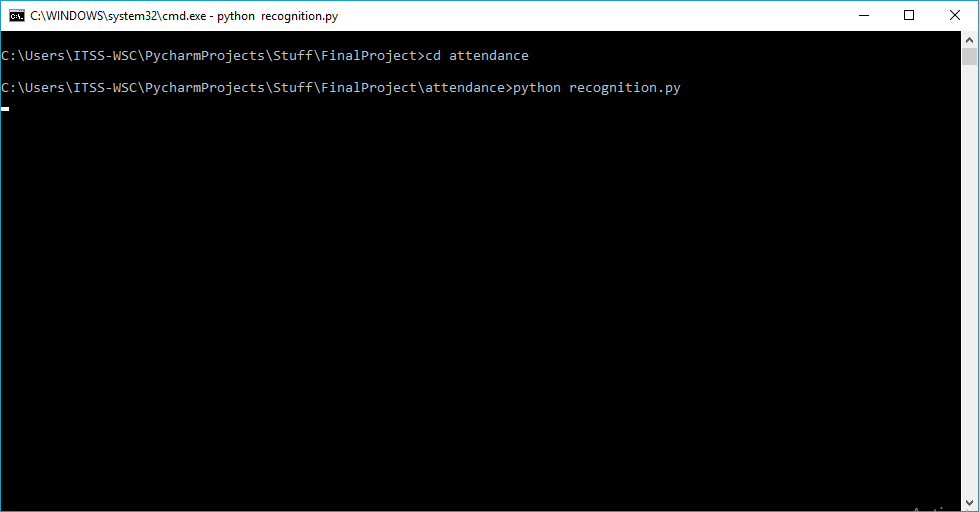 C:\WINDOWS\system32\cmd.exe - python  recognition.py
C:\Users\ITSS-WSC\PycharmProjects\Stuff\FinalProject>cd attendance
C:\Users\ITSS-WSC\PycharmProjects\Stuff\FinalProject\attendance>python recognition.py